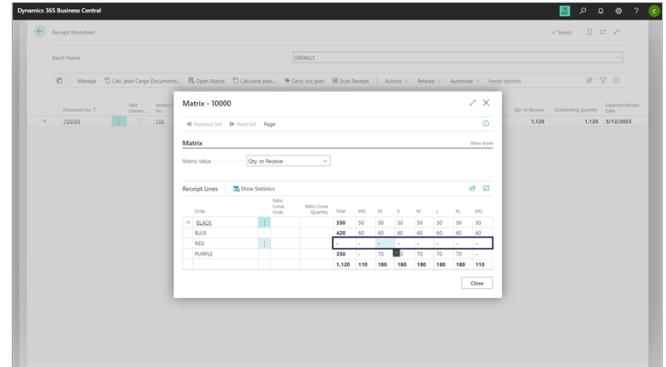 Dynamics 365 Business Central
Receipt Worksheet
✓ Saved
Batch Name
DEFAULT
Manage Calc. plan Cargo Documents... Open Matrix Calculate plan... Carry out plan Scan Receipt Actions Related Automate Fewer options
Document No. ↑ Take Owners... Vendor No. Qty. to Receive Outstanding Quantity Expected Receipt Date
1,120 1,120 5/12/2025
Matrix - 10000
Previous Set Next Set Page
Matrix
Show more
Matrix Value
Qty. to Receive
Receipt Lines Show Statistics
Code Ratio Curve Code Ratio Curve Quantity Total XXS XS S M L XL XXL
BLACK 350 50 50 50 50 50 50 50
BLUE 420 60 60 60 60 60 60 60
RED - - - - - - - -
PURPLE 350 - 70 70 70 70 70 -
1,120 110 180 180 180 180 180 110
Close